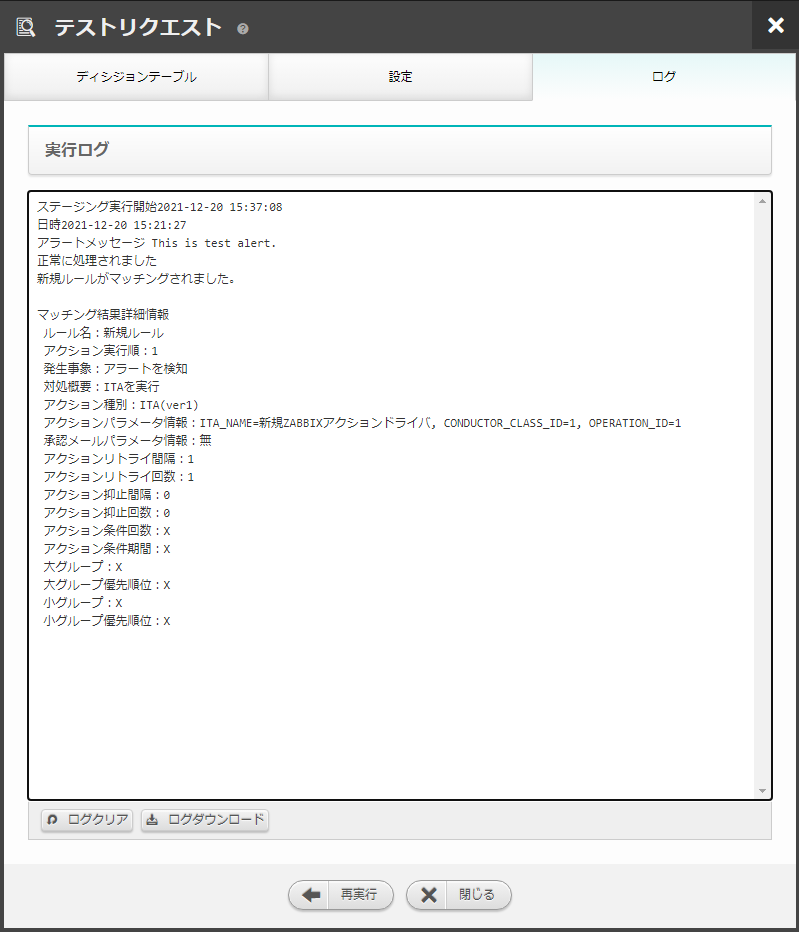 テストリクエスト
ディシジョンテーブル
設定
ログ
実行ログ
ステージング実行開始2021-12-20 15:37:08
日時2021-12-20 15:21:27
アラートメッセージ This is test alert.
正常に処理されました
新規ルールがマッチングされました。
マッチング結果詳細情報
ルール名：新規ルール
アクション実行順：1
発生事象：アラートを検知
対処概要：ITAを実行
アクション種別：ITA(ver1)
アクションパラメータ情報：ITA_NAME=新規ZABBIXアクションドライバ, CONDUCTOR_CLASS_ID=1, OPERATION_ID=1
承認メールパラメータ情報：無
アクションリトライ間隔：1
アクションリトライ回数：1
アクション抑止間隔：0
アクション抑止回数：0
アクション条件回数：X
アクション条件期間：X
大グループ：X
大グループ優先順位：X
小グループ：X
小グループ優先順位：X
ログクリア
ログダウンロード
再実行
閉じる